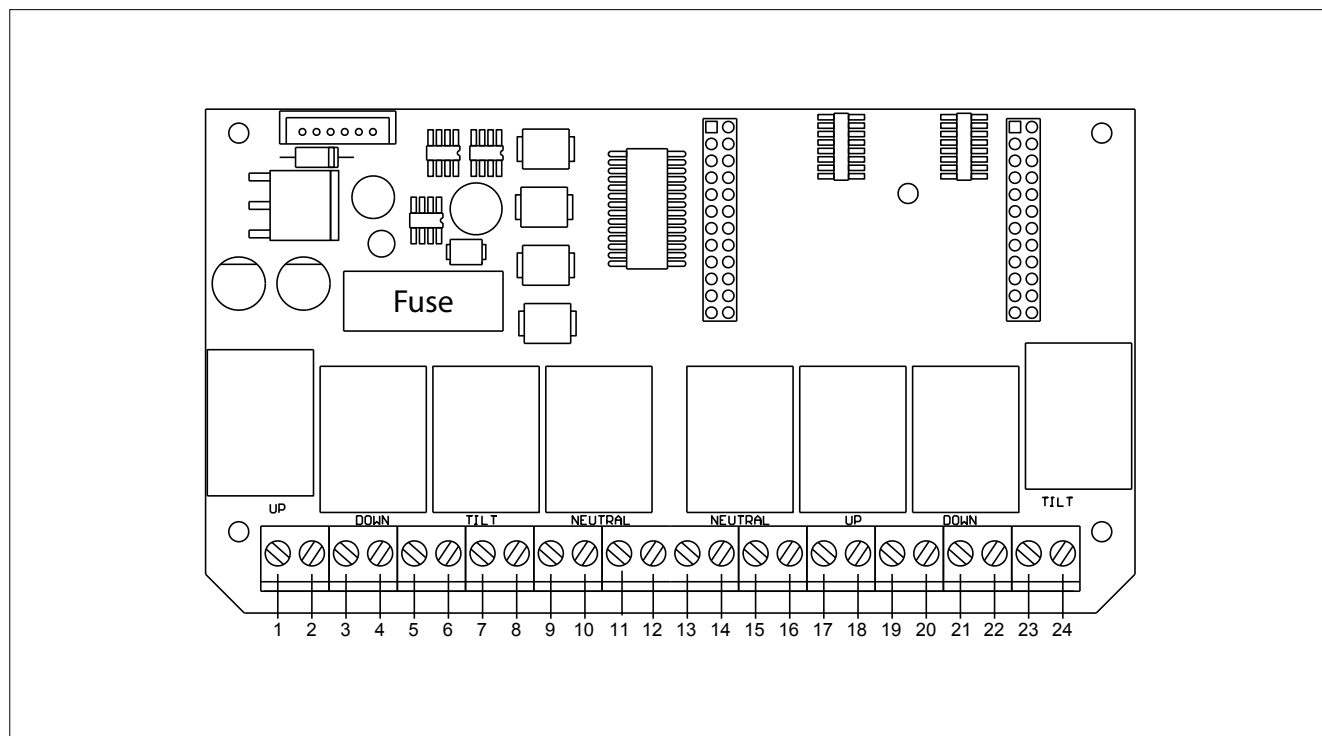 Fuse
UP
TILT
DOWN TILT NEUTRAL NEUTRAL UP DOWN
1 2 3 4 5 6 7 8 9 10 11 12 13 14 15 16 17 18 19 20 21 22 23 24